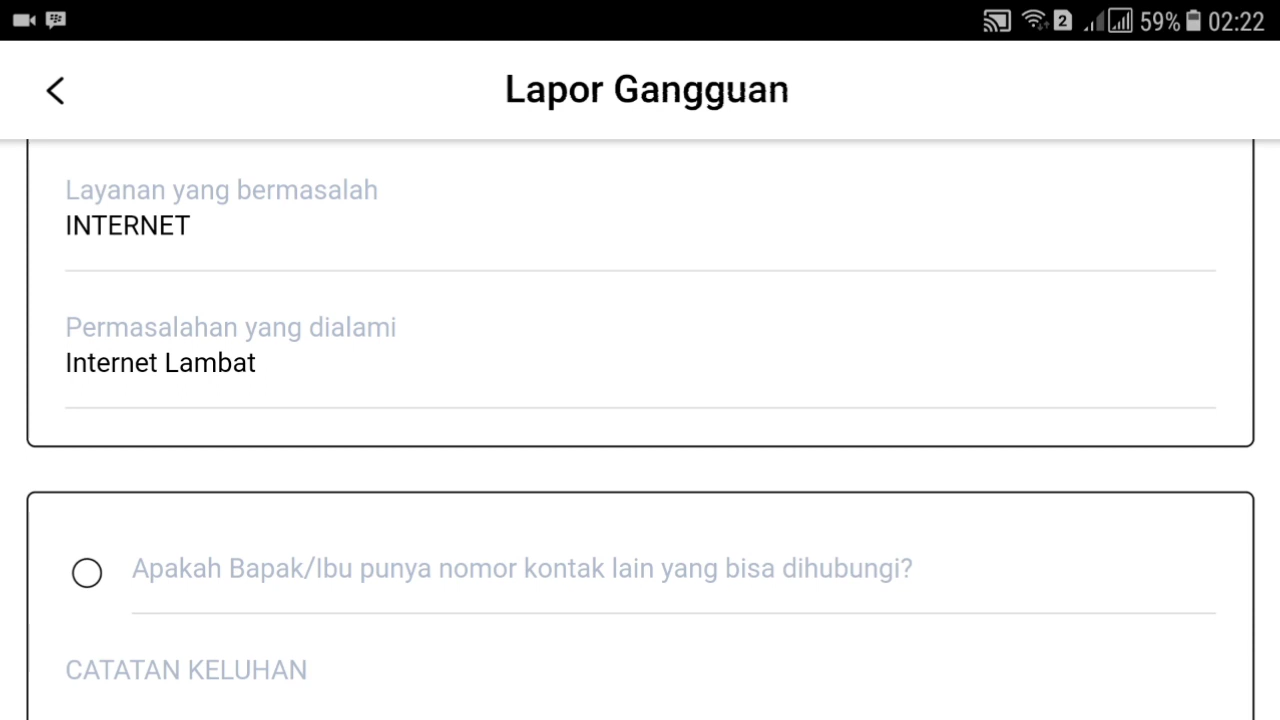 2 59% 02:22
Lapor Gangguan
Layanan yang bermasalah
INTERNET
Permasalahan yang dialami
Internet Lambat
Apakah Bapak/Ibu punya nomor kontak lain yang bisa dihubungi?
CATATAN KELUHAN